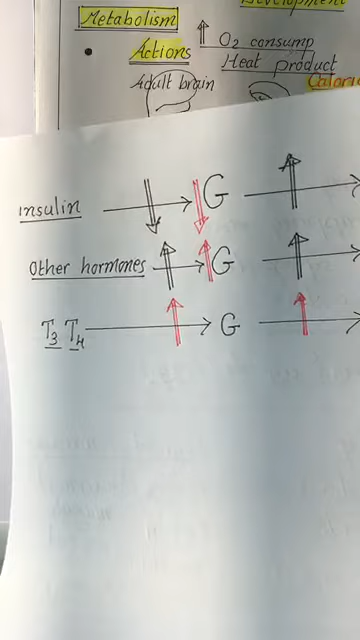 Development
Metabolism
Actions ⇑ O2 consump
Heat product
Adult brain Calori
insulin G
Other hormones G
T3 T4 G